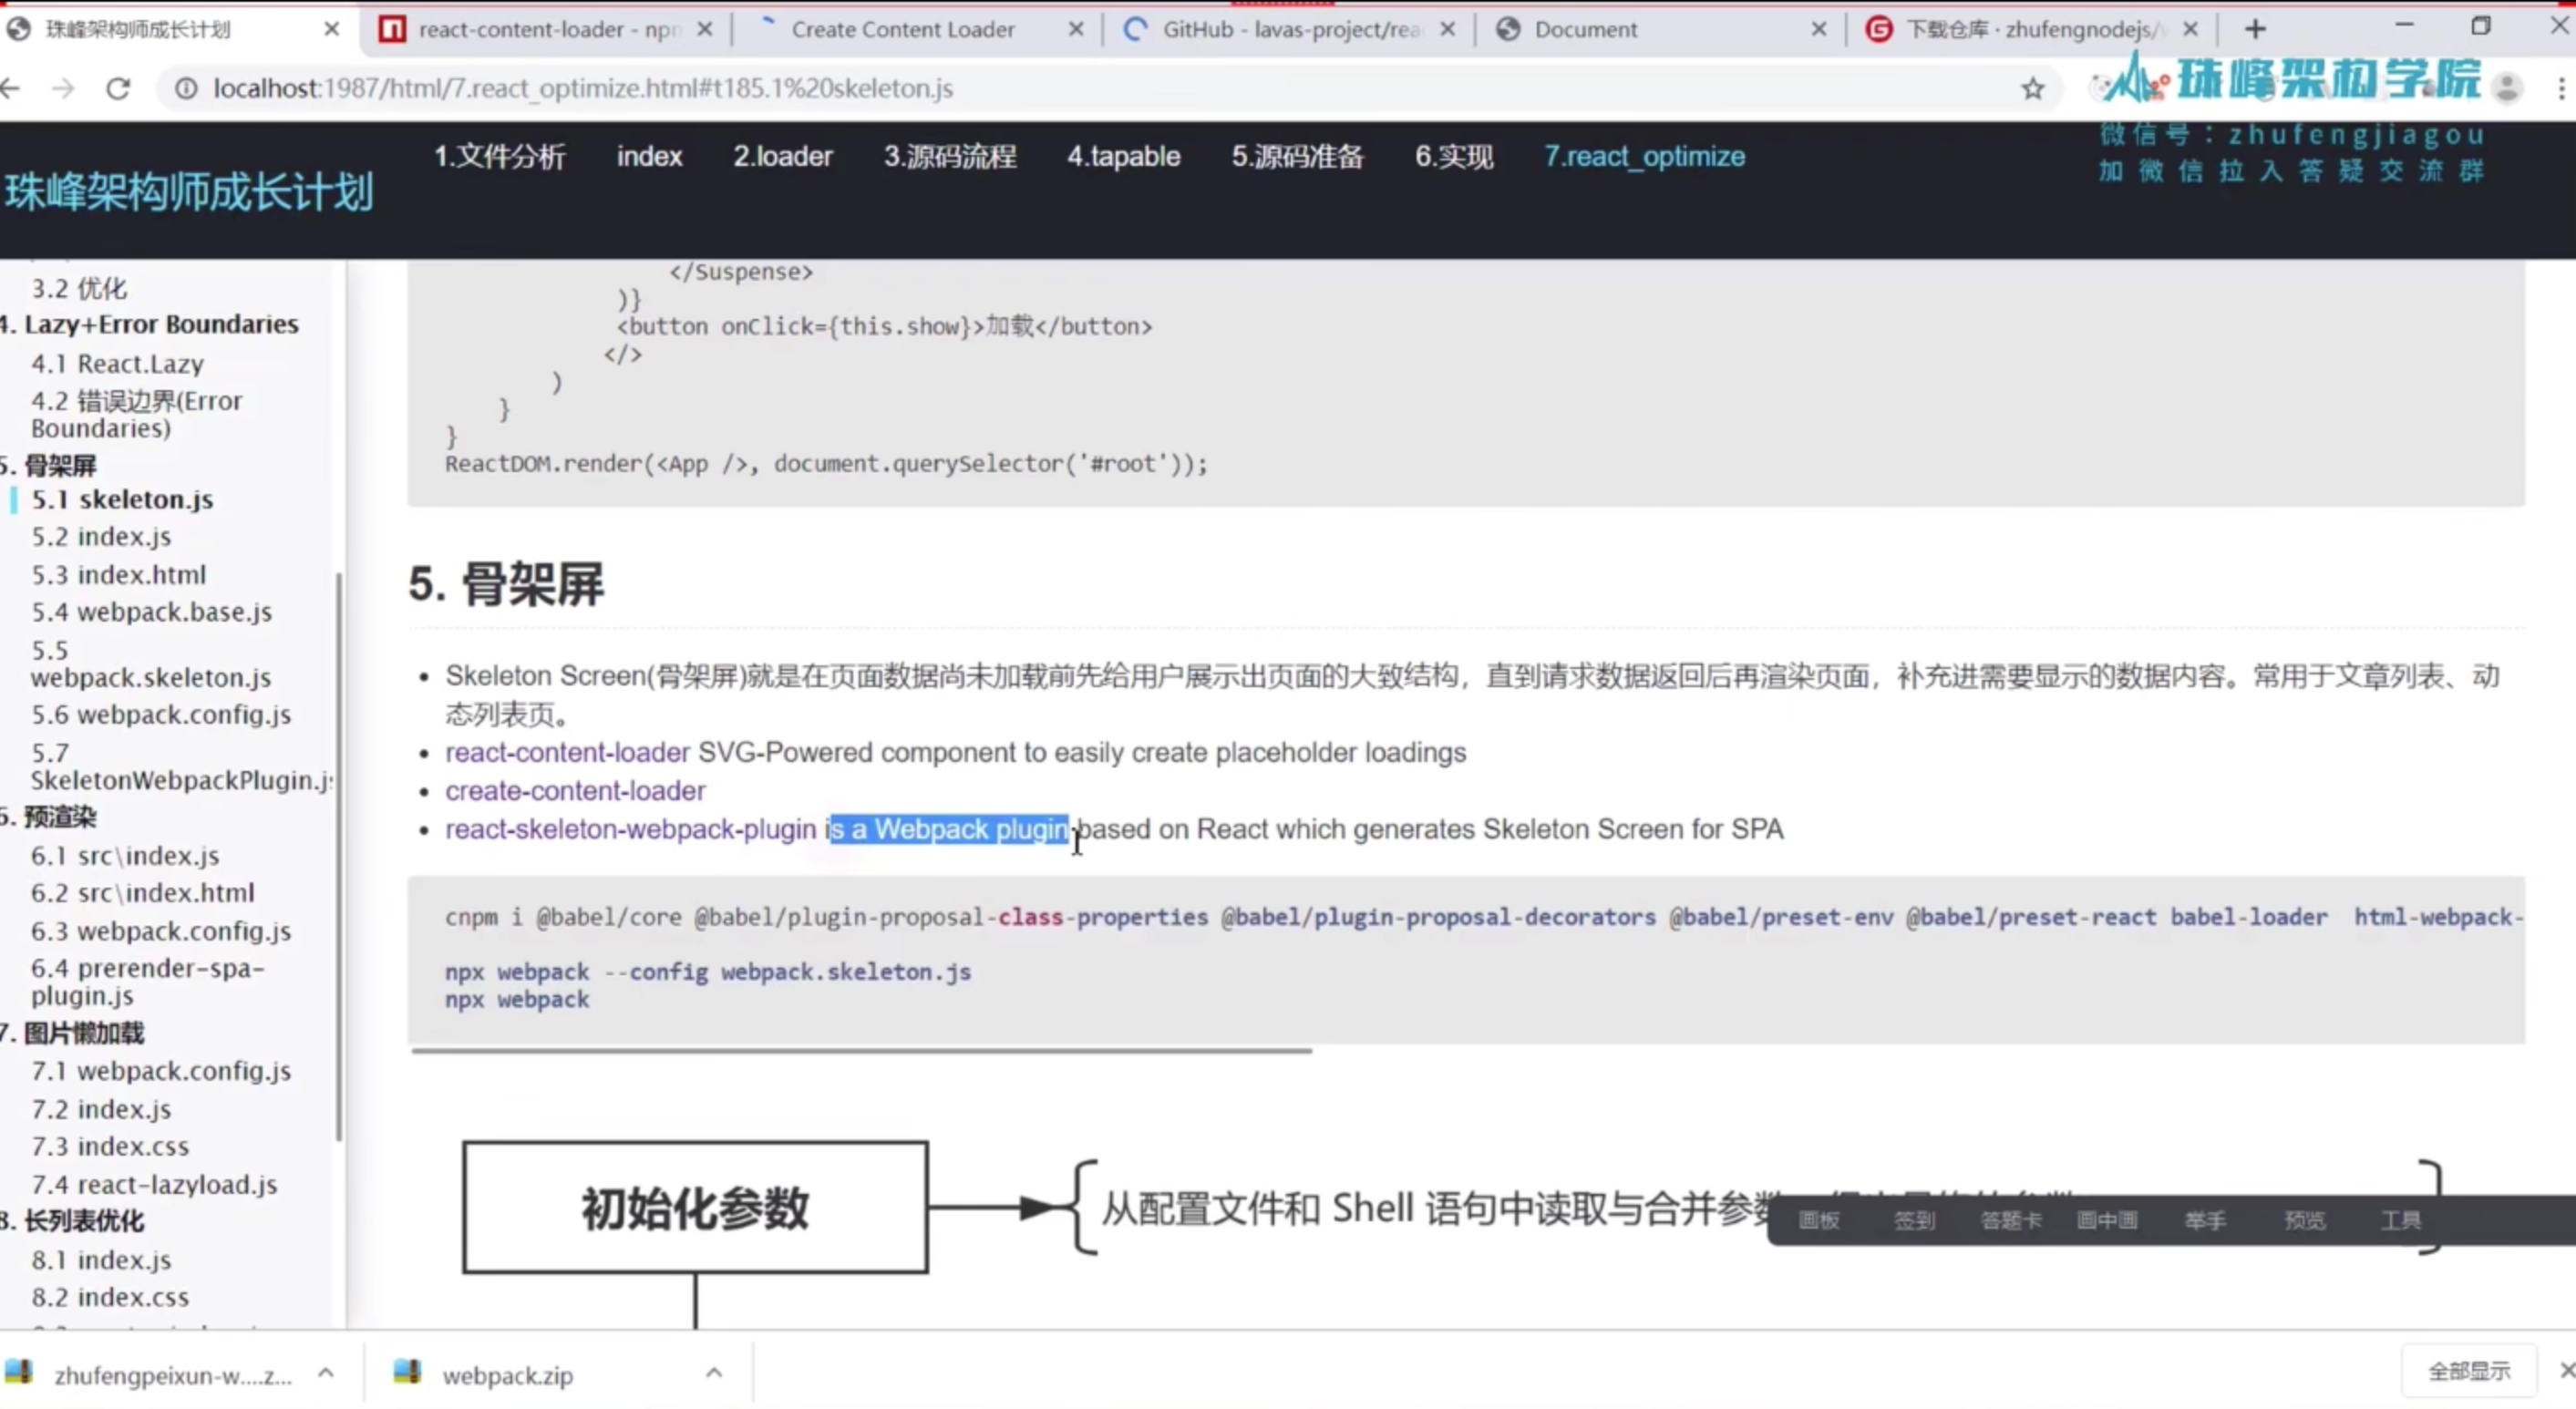 珠峰架构师成长计划
react-content-loader - npm
Create Content Loader
GitHub - lavas-project/rea
Document
下载仓库 · zhufengnodejs/
localhost:1987/html/7.react_optimize.html#t185.1%20skeleton.js
珠峰架构学院
微信号：zhufengjiagou
加微信拉入答疑交流群
珠峰架构师成长计划
1.文件分析 index 2.loader 3.源码流程 4.tapable 5.源码准备 6.实现 7.react_optimize
3.2 优化
4. Lazy+Error Boundaries
4.1 React.Lazy
4.2 错误边界(Error
Boundaries)
5. 骨架屏
5.1 skeleton.js
5.2 index.js
5.3 index.html
5.4 webpack.base.js
5.5
webpack.skeleton.js
5.6 webpack.config.js
5.7
SkeletonWebpackPlugin.js
6. 预渲染
6.1 src\index.js
6.2 src\index.html
6.3 webpack.config.js
6.4 prerender-spa-
plugin.js
7. 图片懒加载
7.1 webpack.config.js
7.2 index.js
7.3 index.css
7.4 react-lazyload.js
8. 长列表优化
8.1 index.js
8.2 index.css
</Suspense>
)}
<button onClick={this.show}>加载</button>
</>
)
}
}
ReactDOM.render(<App />, document.querySelector('#root'));
5. 骨架屏
• Skeleton Screen(骨架屏)就是在页面数据尚未加载前先给用户展示出页面的大致结构，直到请求数据返回后再渲染页面，补充进需要显示的数据内容。常用于文章列表、动
态列表页。
• react-content-loader SVG-Powered component to easily create placeholder loadings
• create-content-loader
• react-skeleton-webpack-plugin is a Webpack plugin based on React which generates Skeleton Screen for SPA
cnpm i @babel/core @babel/plugin-proposal-class-properties @babel/plugin-proposal-decorators @babel/preset-env @babel/preset-react babel-loader html-webpack-
npx webpack --config webpack.skeleton.js
npx webpack
初始化参数
从配置文件和 Shell 语句中读取与合并参数
画板 签到 答题卡 画中画 举手 预览 工具
zhufengpeixun-w....z...
webpack.zip
全部显示